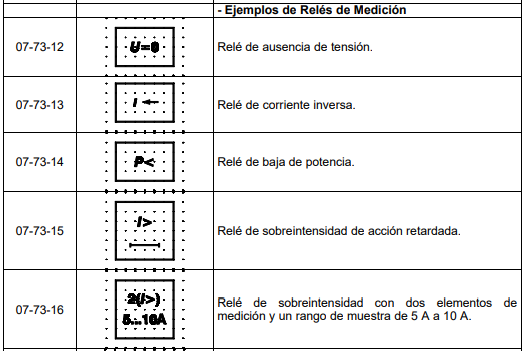 - Ejemplos de Relés de Medición
07-73-12
U=0
Relé de ausencia de tensión.
07-73-13
I ←
Relé de corriente inversa.
07-73-14
P<
Relé de baja de potencia.
07-73-15
I>
Relé de sobreintensidad de acción retardada.
07-73-16
2(I>)
5...10A
Relé de sobreintensidad con dos elementos de
medición y un rango de muestra de 5 A a 10 A.